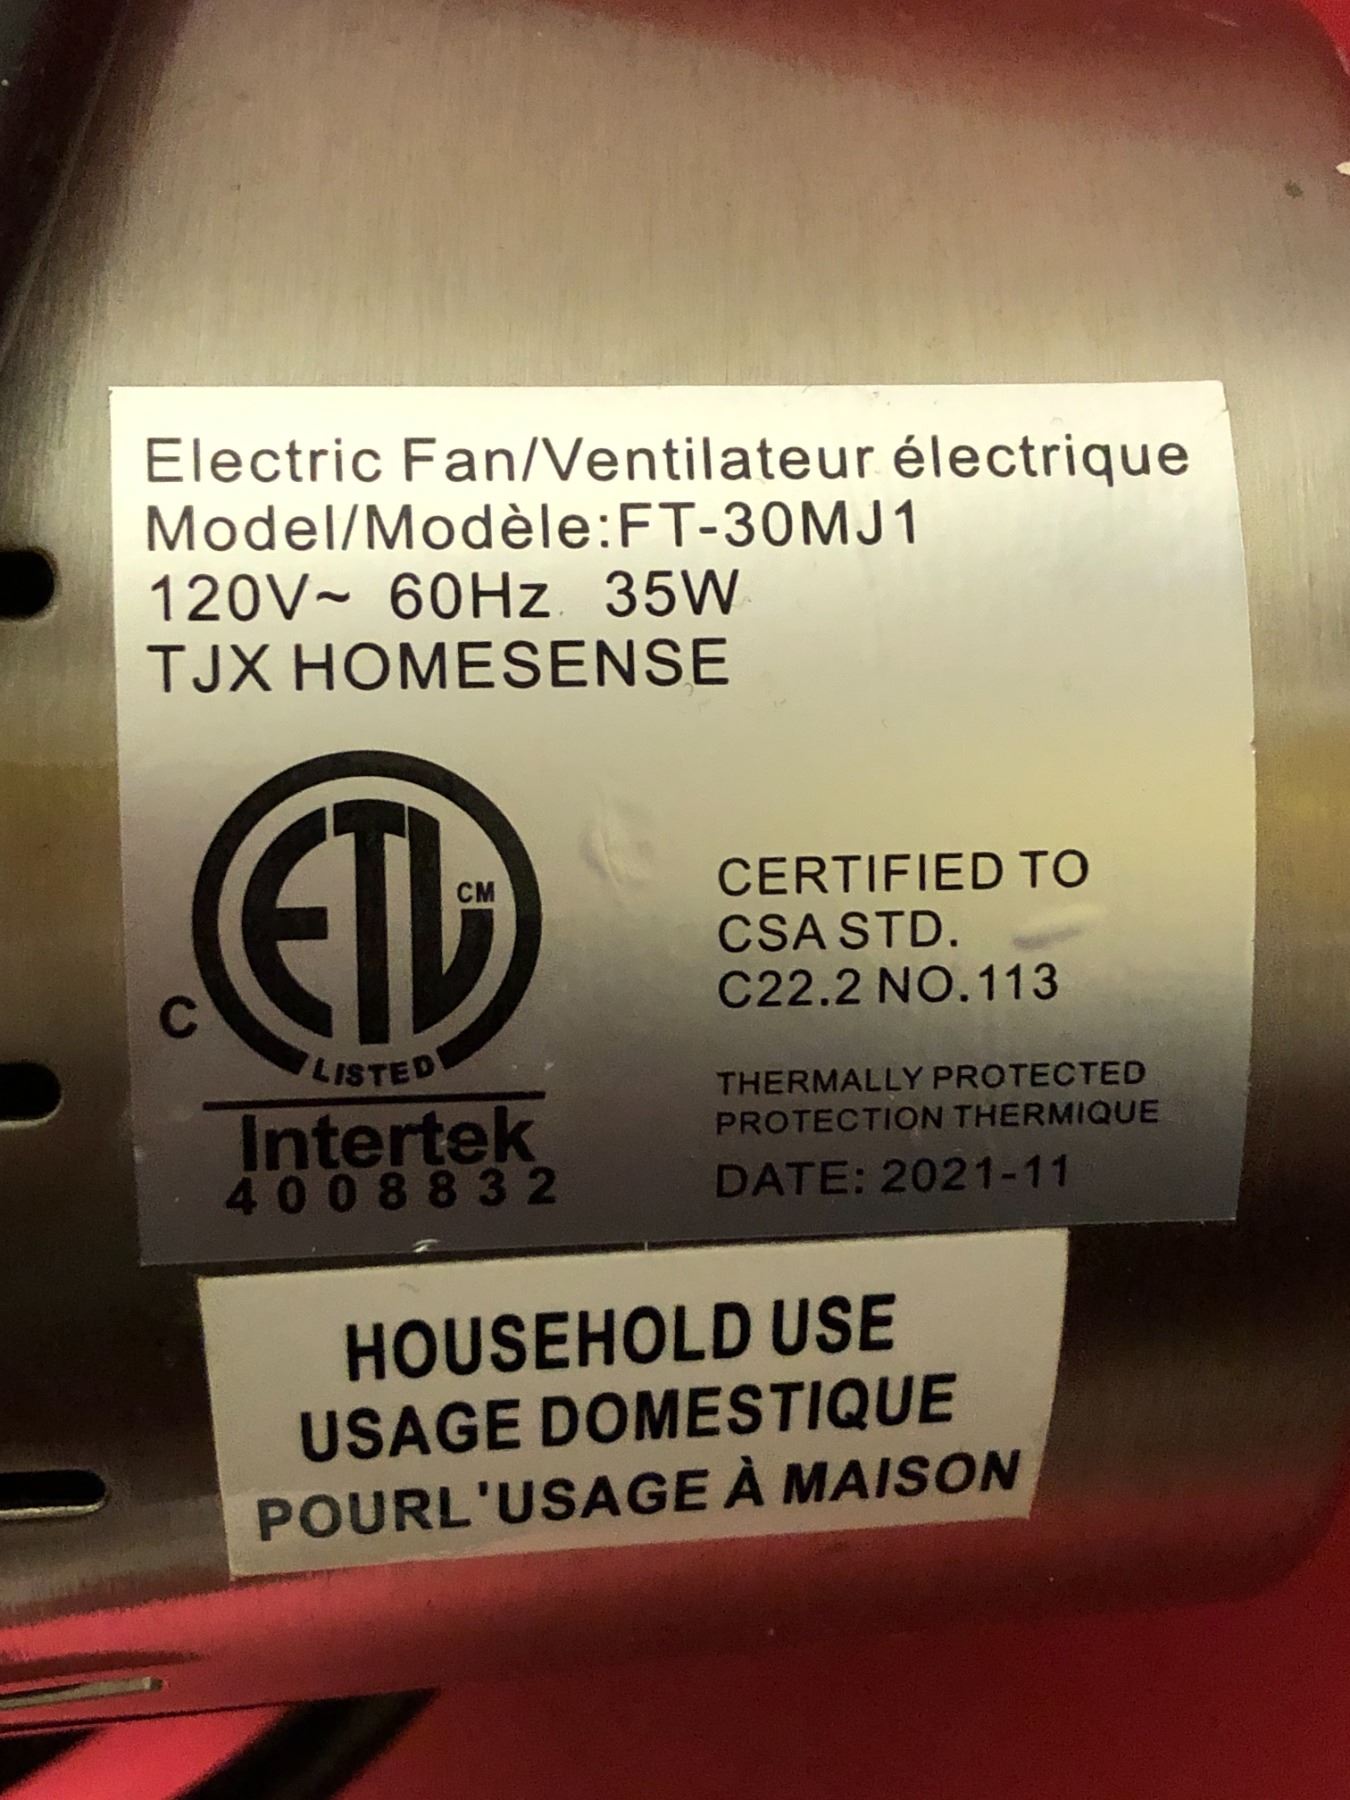 Electric Fan/Ventilateur électrique
Model/Modèle:FT-30MJ1
120V~ 60Hz 35W
TJX HOMESENSE
ETL CM
C
LISTED
Intertek
4008832
CERTIFIED TO
CSA STD.
C22.2 NO.113
THERMALLY PROTECTED
PROTECTION THERMIQUE
DATE: 2021-11
HOUSEHOLD USE
USAGE DOMESTIQUE
POURL'USAGE À MAISON